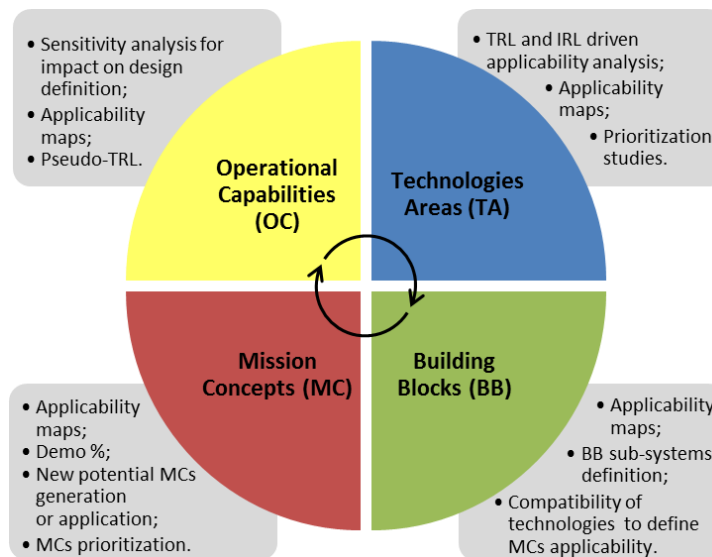 • Sensitivity analysis for
impact on design
definition;
• Applicability
maps;
• Pseudo-TRL.
• TRL and IRL driven
applicability analysis;
• Applicability
maps;
• Prioritization
studies.
Operational
Capabilities
(OC)
Technologies
Areas (TA)
Mission
Concepts (MC)
Building
Blocks (BB)
• Applicability
maps;
• Demo %;
• New potential MCs
generation
or application;
• MCs prioritization.
• Applicability
maps;
• BB sub-systems
definition;
• Compatibility of
technologies to define
MCs applicability.